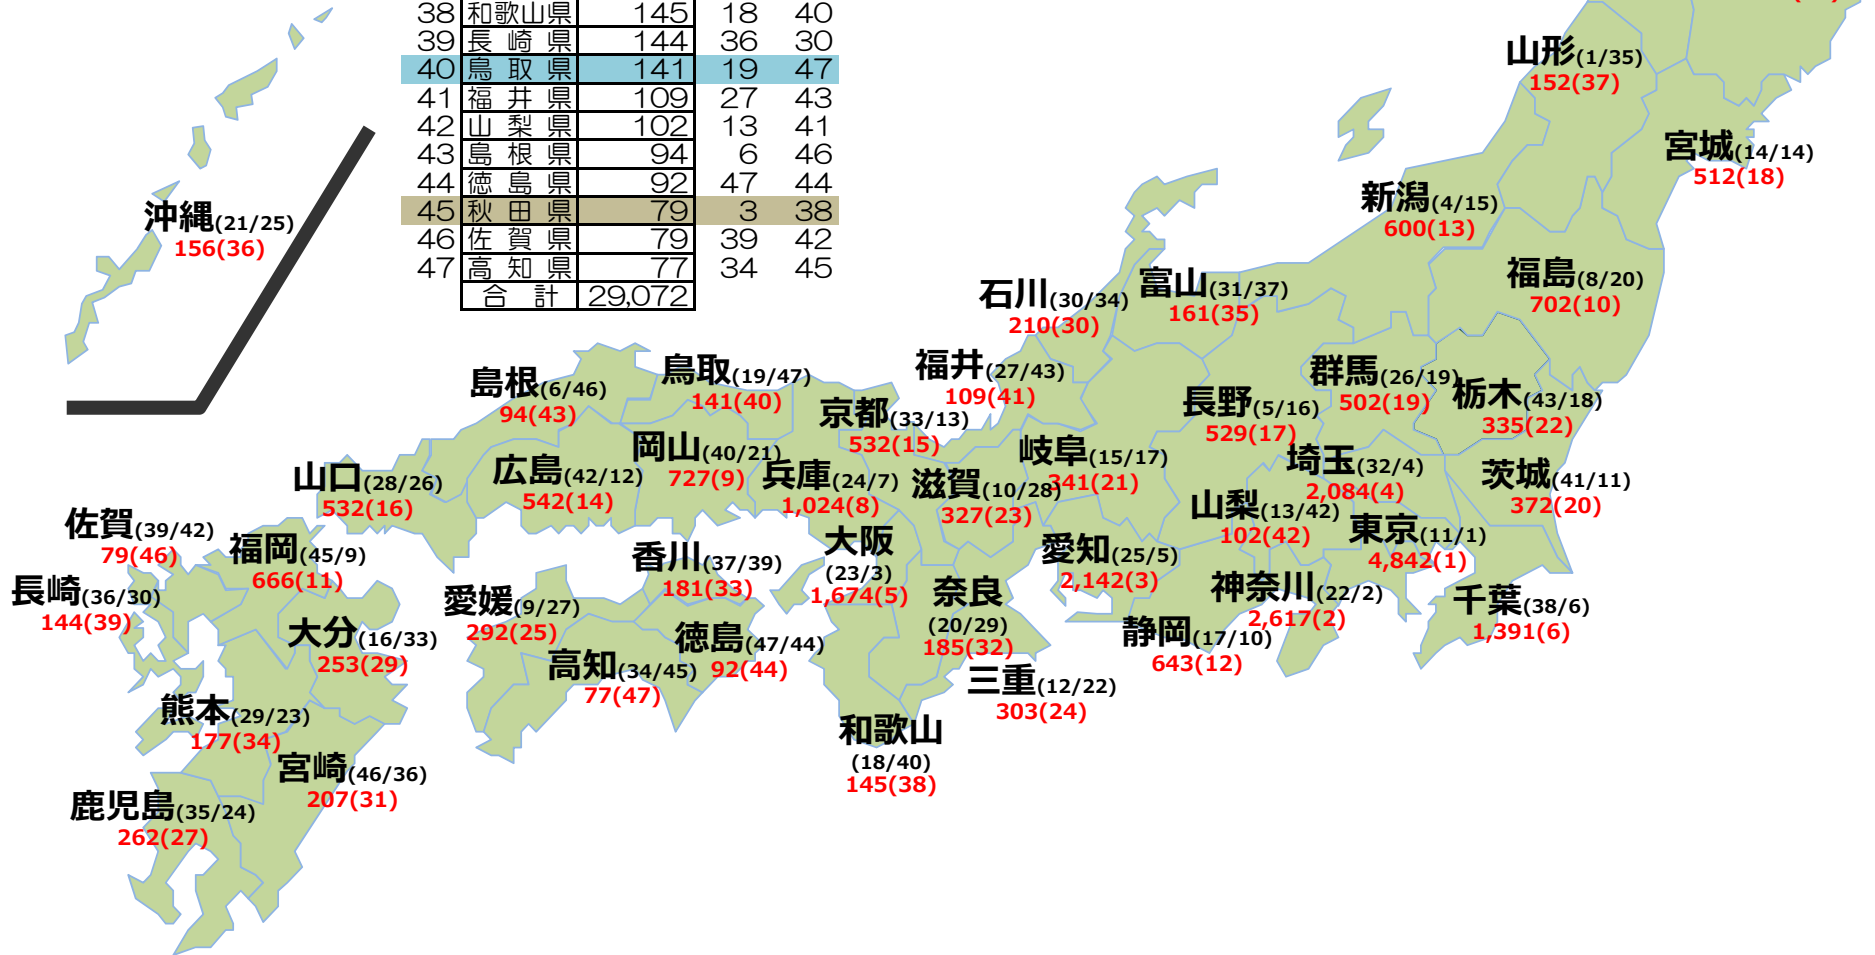 38 和歌山県 145 18 40
39 長崎県 144 36 30
40 鳥取県 141 19 47
41 福井県 109 27 43
42 山梨県 102 13 41
43 島根県 94 6 46
44 徳島県 92 47 44
45 秋田県 79 3 38
46 佐賀県 79 39 42
47 高知県 77 34 45
合計 29,072
山形(1/35)
152(37)
宮城(14/14)
512(18)
新潟(4/15)
600(13)
沖縄(21/25)
156(36)
福島(8/20)
702(10)
石川(30/34)
210(30)
富山(31/37)
161(35)
島根(6/46)
94(43)
鳥取(19/47)
141(40)
福井(27/43)
109(41)
群馬(26/19)
502(19)
栃木(43/18)
335(22)
京都(33/13)
532(15)
長野(5/16)
529(17)
岡山(40/21)
727(9)
岐阜(15/17)
341(21)
山口(28/26)
532(16)
広島(42/12)
542(14)
兵庫(24/7)
1,024(8)
滋賀(10/28)
327(23)
埼玉(32/4)
2,084(4)
茨城(41/11)
372(20)
山梨(13/42)
102(42)
東京(11/1)
4,842(1)
佐賀(39/42)
79(46)
福岡(45/9)
666(11)
香川(37/39)
181(33)
大阪
(23/3)
1,674(5)
愛知(25/5)
2,142(3)
長崎(36/30)
144(39)
愛媛(9/27)
292(25)
奈良
(20/29)
185(32)
神奈川(22/2)
2,617(2)
千葉(38/6)
1,391(6)
大分(16/33)
253(29)
徳島(47/44)
92(44)
静岡(17/10)
643(12)
高知(34/45)
77(47)
三重(12/22)
303(24)
熊本(29/23)
177(34)
和歌山
(18/40)
145(38)
宮崎(46/36)
207(31)
鹿児島(35/24)
262(27)